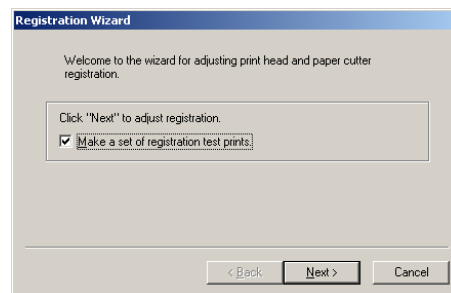 Registration Wizard
Welcome to the wizard for adjusting print head and paper cutter
registration.
Click "Next" to adjust registration.
Make a set of registration test prints.
< Back
Next >
Cancel